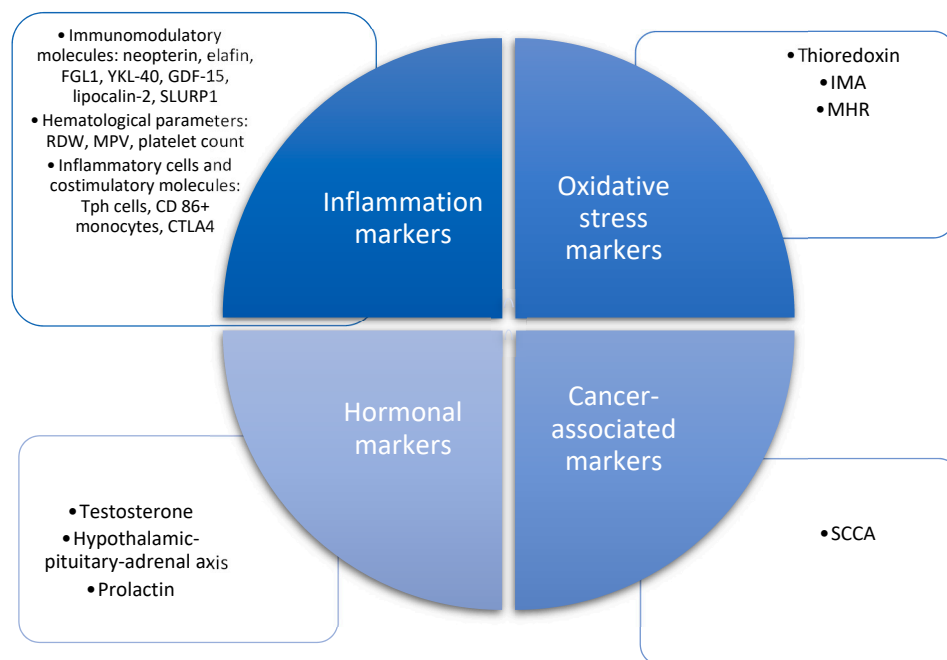 •Immunomodulatory
molecules: neopterin, elafin,
FGL1, YKL-40, GDF-15,
lipocalin-2, SLURP1
•Hematological parameters:
RDW, MPV, platelet count
•Inflammatory cells and
costimulatory molecules:
Tph cells, CD 86+
monocytes, CTLA4
•Thioredoxin
•IMA
•MHR
Inflammation
markers
Oxidative
stress
markers
Hormonal
markers
Cancer-
associated
markers
•Testosterone
•Hypothalamic-
pituitary-adrenal axis
•Prolactin
•SCCA